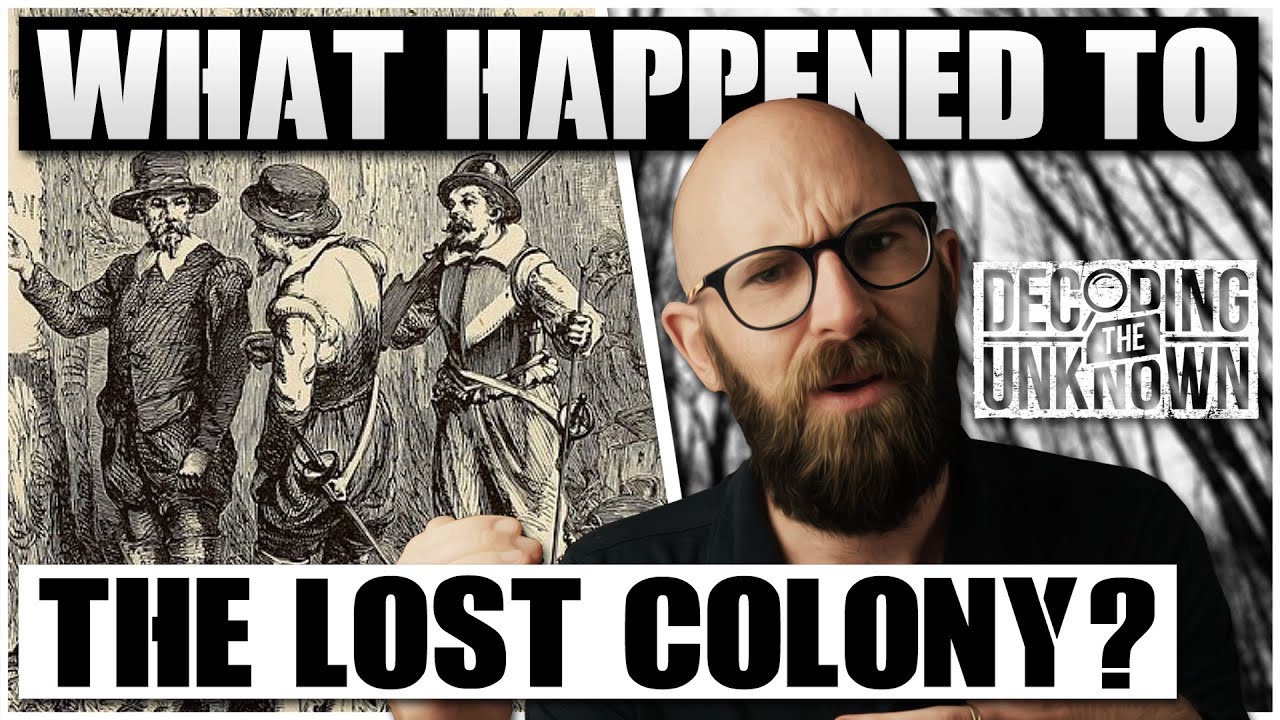 WHAT HAPPENED TO
DECODING
THE
UNKNOWN
THE LOST COLONY?